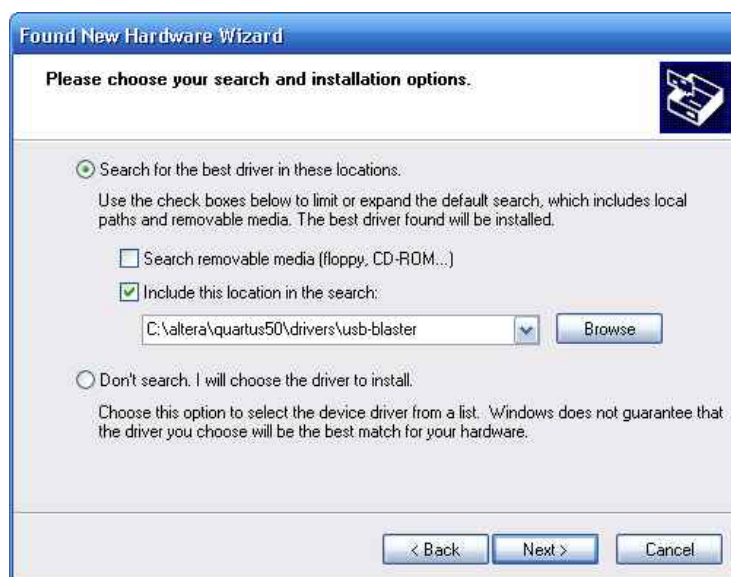 Found New Hardware Wizard
Please choose your search and installation options.
Search for the best driver in these locations.
Use the check boxes below to limit or expand the default search, which includes local
paths and removable media. The best driver found will be installed.
Search removable media (floppy, CD-ROM...)
Include this location in the search:
C:\altera\quartus50\drivers\usb-blaster
Browse
Don't search. I will choose the driver to install.
Choose this option to select the device driver from a list. Windows does not guarantee that
the driver you choose will be the best match for your hardware.
< Back Next > Cancel